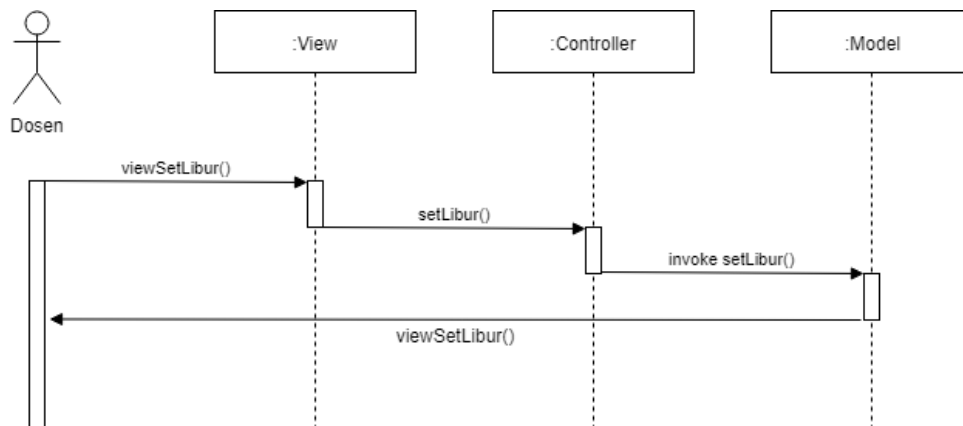 :View
:Controller
:Model
Dosen
viewSetLibur()
setLibur()
invoke setLibur()
viewSetLibur()